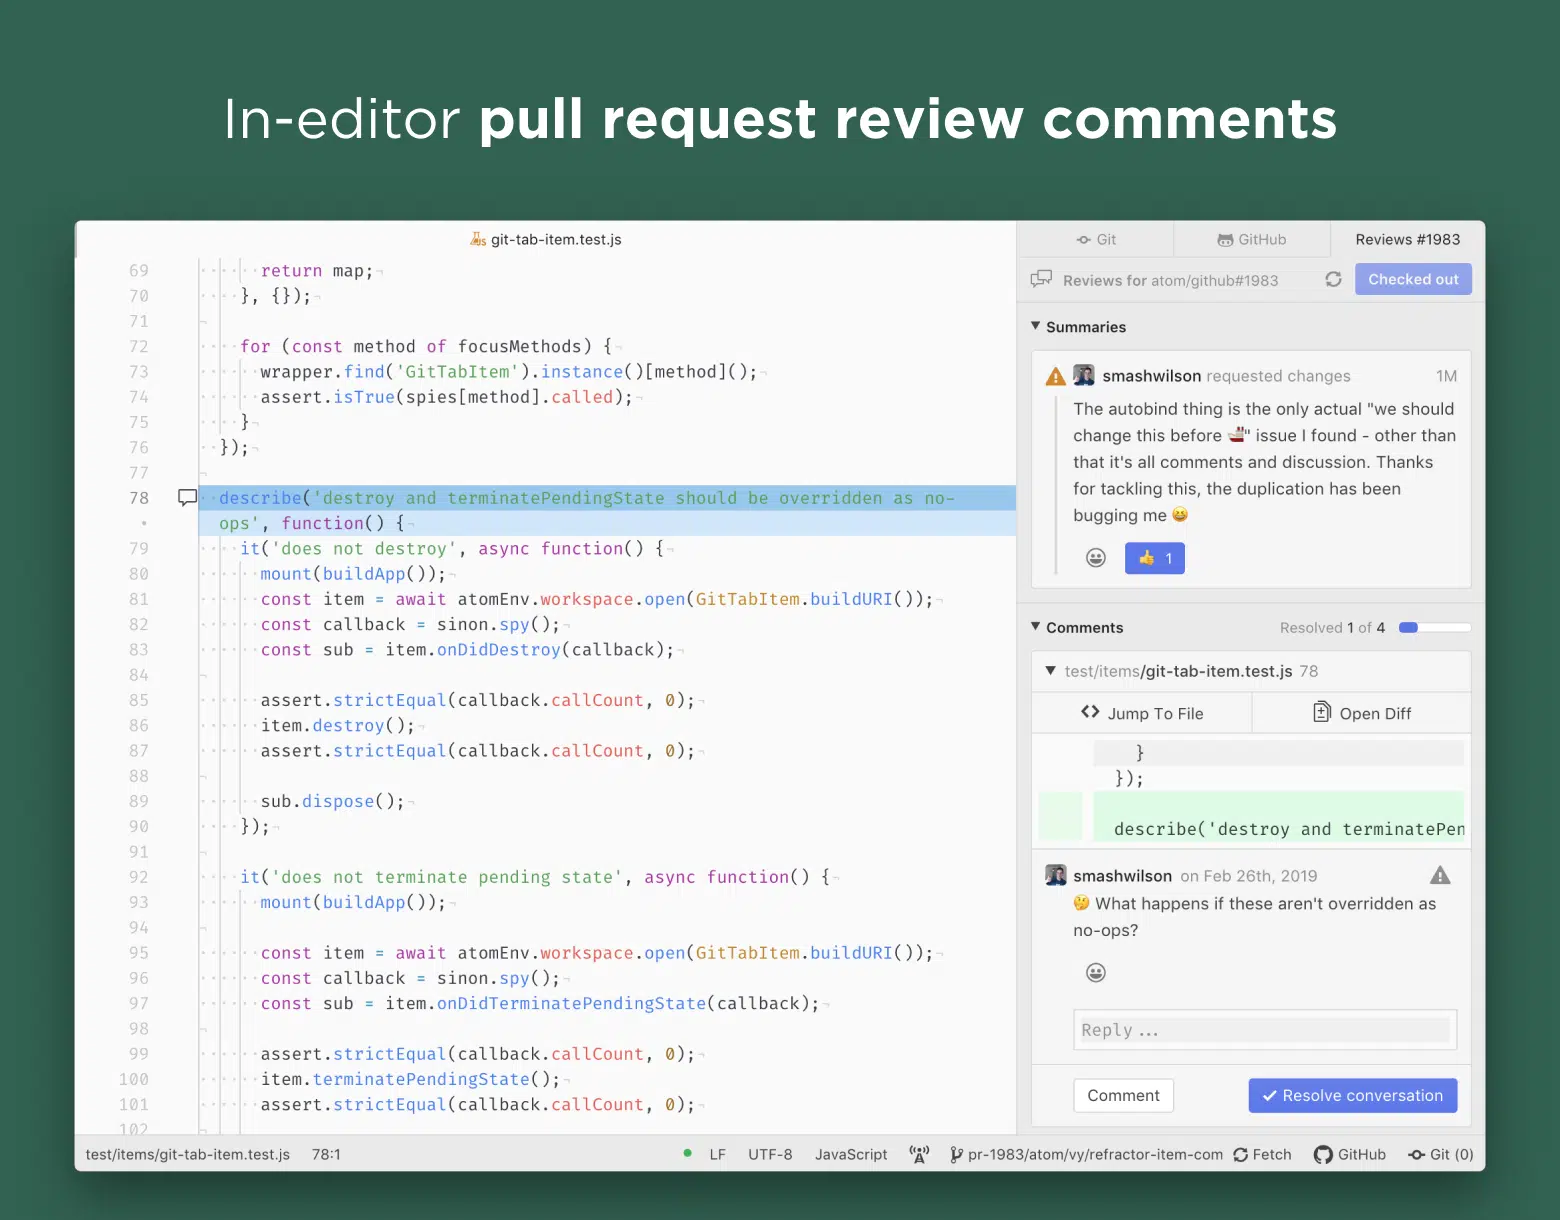 In-editor pull request review comments
git-tab-item.test.js
69 return map;
70 }, {});
71
72 for (const method of focusMethods) {
73 wrapper.find('GitTabItem').instance()[method]();
74 assert.isTrue(spies[method].called);
75 }
76 });
77
78 describe('destroy and terminatePendingState should be overridden as no-
ops', function() {
79 it('does not destroy', async function() {
80 mount(buildApp());
81 const item = await atomEnv.workspace.open(GitTabItem.buildURI());
82 const callback = sinon.spy();
83 const sub = item.onDidDestroy(callback);
84
85 assert.strictEqual(callback.callCount, 0);
86 item.destroy();
87 assert.strictEqual(callback.callCount, 0);
88
89 sub.dispose();
90 });
91
92 it('does not terminate pending state', async function() {
93 mount(buildApp());
94
95 const item = await atomEnv.workspace.open(GitTabItem.buildURI());
96 const callback = sinon.spy();
97 const sub = item.onDidTerminatePendingState(callback);
98
99 assert.strictEqual(callback.callCount, 0);
100 item.terminatePendingState();
101 assert.strictEqual(callback.callCount, 0);
102
Git GitHub Reviews #1983
Reviews for atom/github#1983 Checked out
Summaries
smashwilson requested changes 1M
The autobind thing is the only actual "we should
change this before 🚢" issue I found - other than
that it's all comments and discussion. Thanks
for tackling this, the duplication has been
bugging me 😆
👍 1
Comments Resolved 1 of 4
test/items/git-tab-item.test.js 78
Jump To File Open Diff
}
});
describe('destroy and terminatePen
smashwilson on Feb 26th, 2019
🤔 What happens if these aren't overridden as
no-ops?
Reply...
Comment Resolve conversation
test/items/git-tab-item.test.js 78:1 LF UTF-8 JavaScript pr-1983/atom/vy/refractor-item-com Fetch GitHub Git (0)